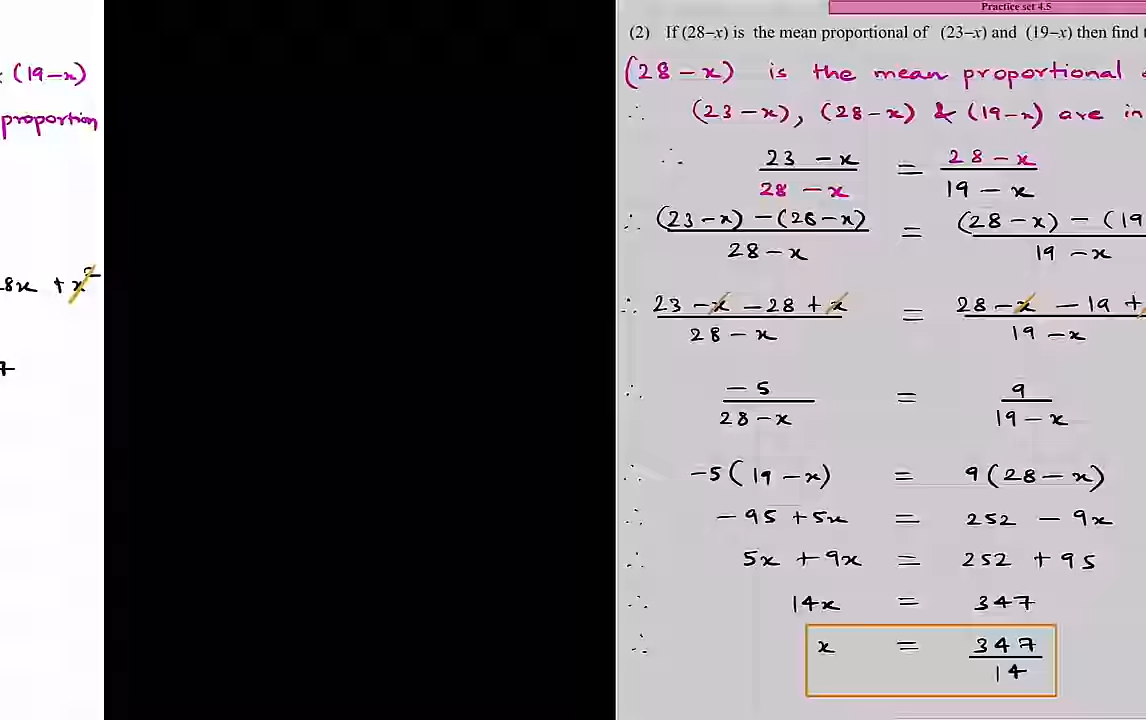 (19-x)
proportion
8x + x²
7
Practice set 4.5
(2) If (28–x) is the mean proportional of (23–x) and (19–x) then find
(28 - x) is the mean proportional
∴ (23 - x), (28 - x) & (19-x) are in
∴ 23 - x / 28 - x = 28 - x / 19 - x
∴ (23-x) - (28-x) / 28 - x = (28-x) - (19 / 19 - x
∴ 23 - x - 28 + x / 28 - x = 28 - x - 19 + / 19 - x
∴ -5 / 28 - x = 9 / 19 - x
∴ -5(19 - x) = 9(28 - x)
∴ - 95 + 5x = 252 - 9x
∴ 5x + 9x = 252 + 95
∴ 14x = 347
∴ x = 347 / 14